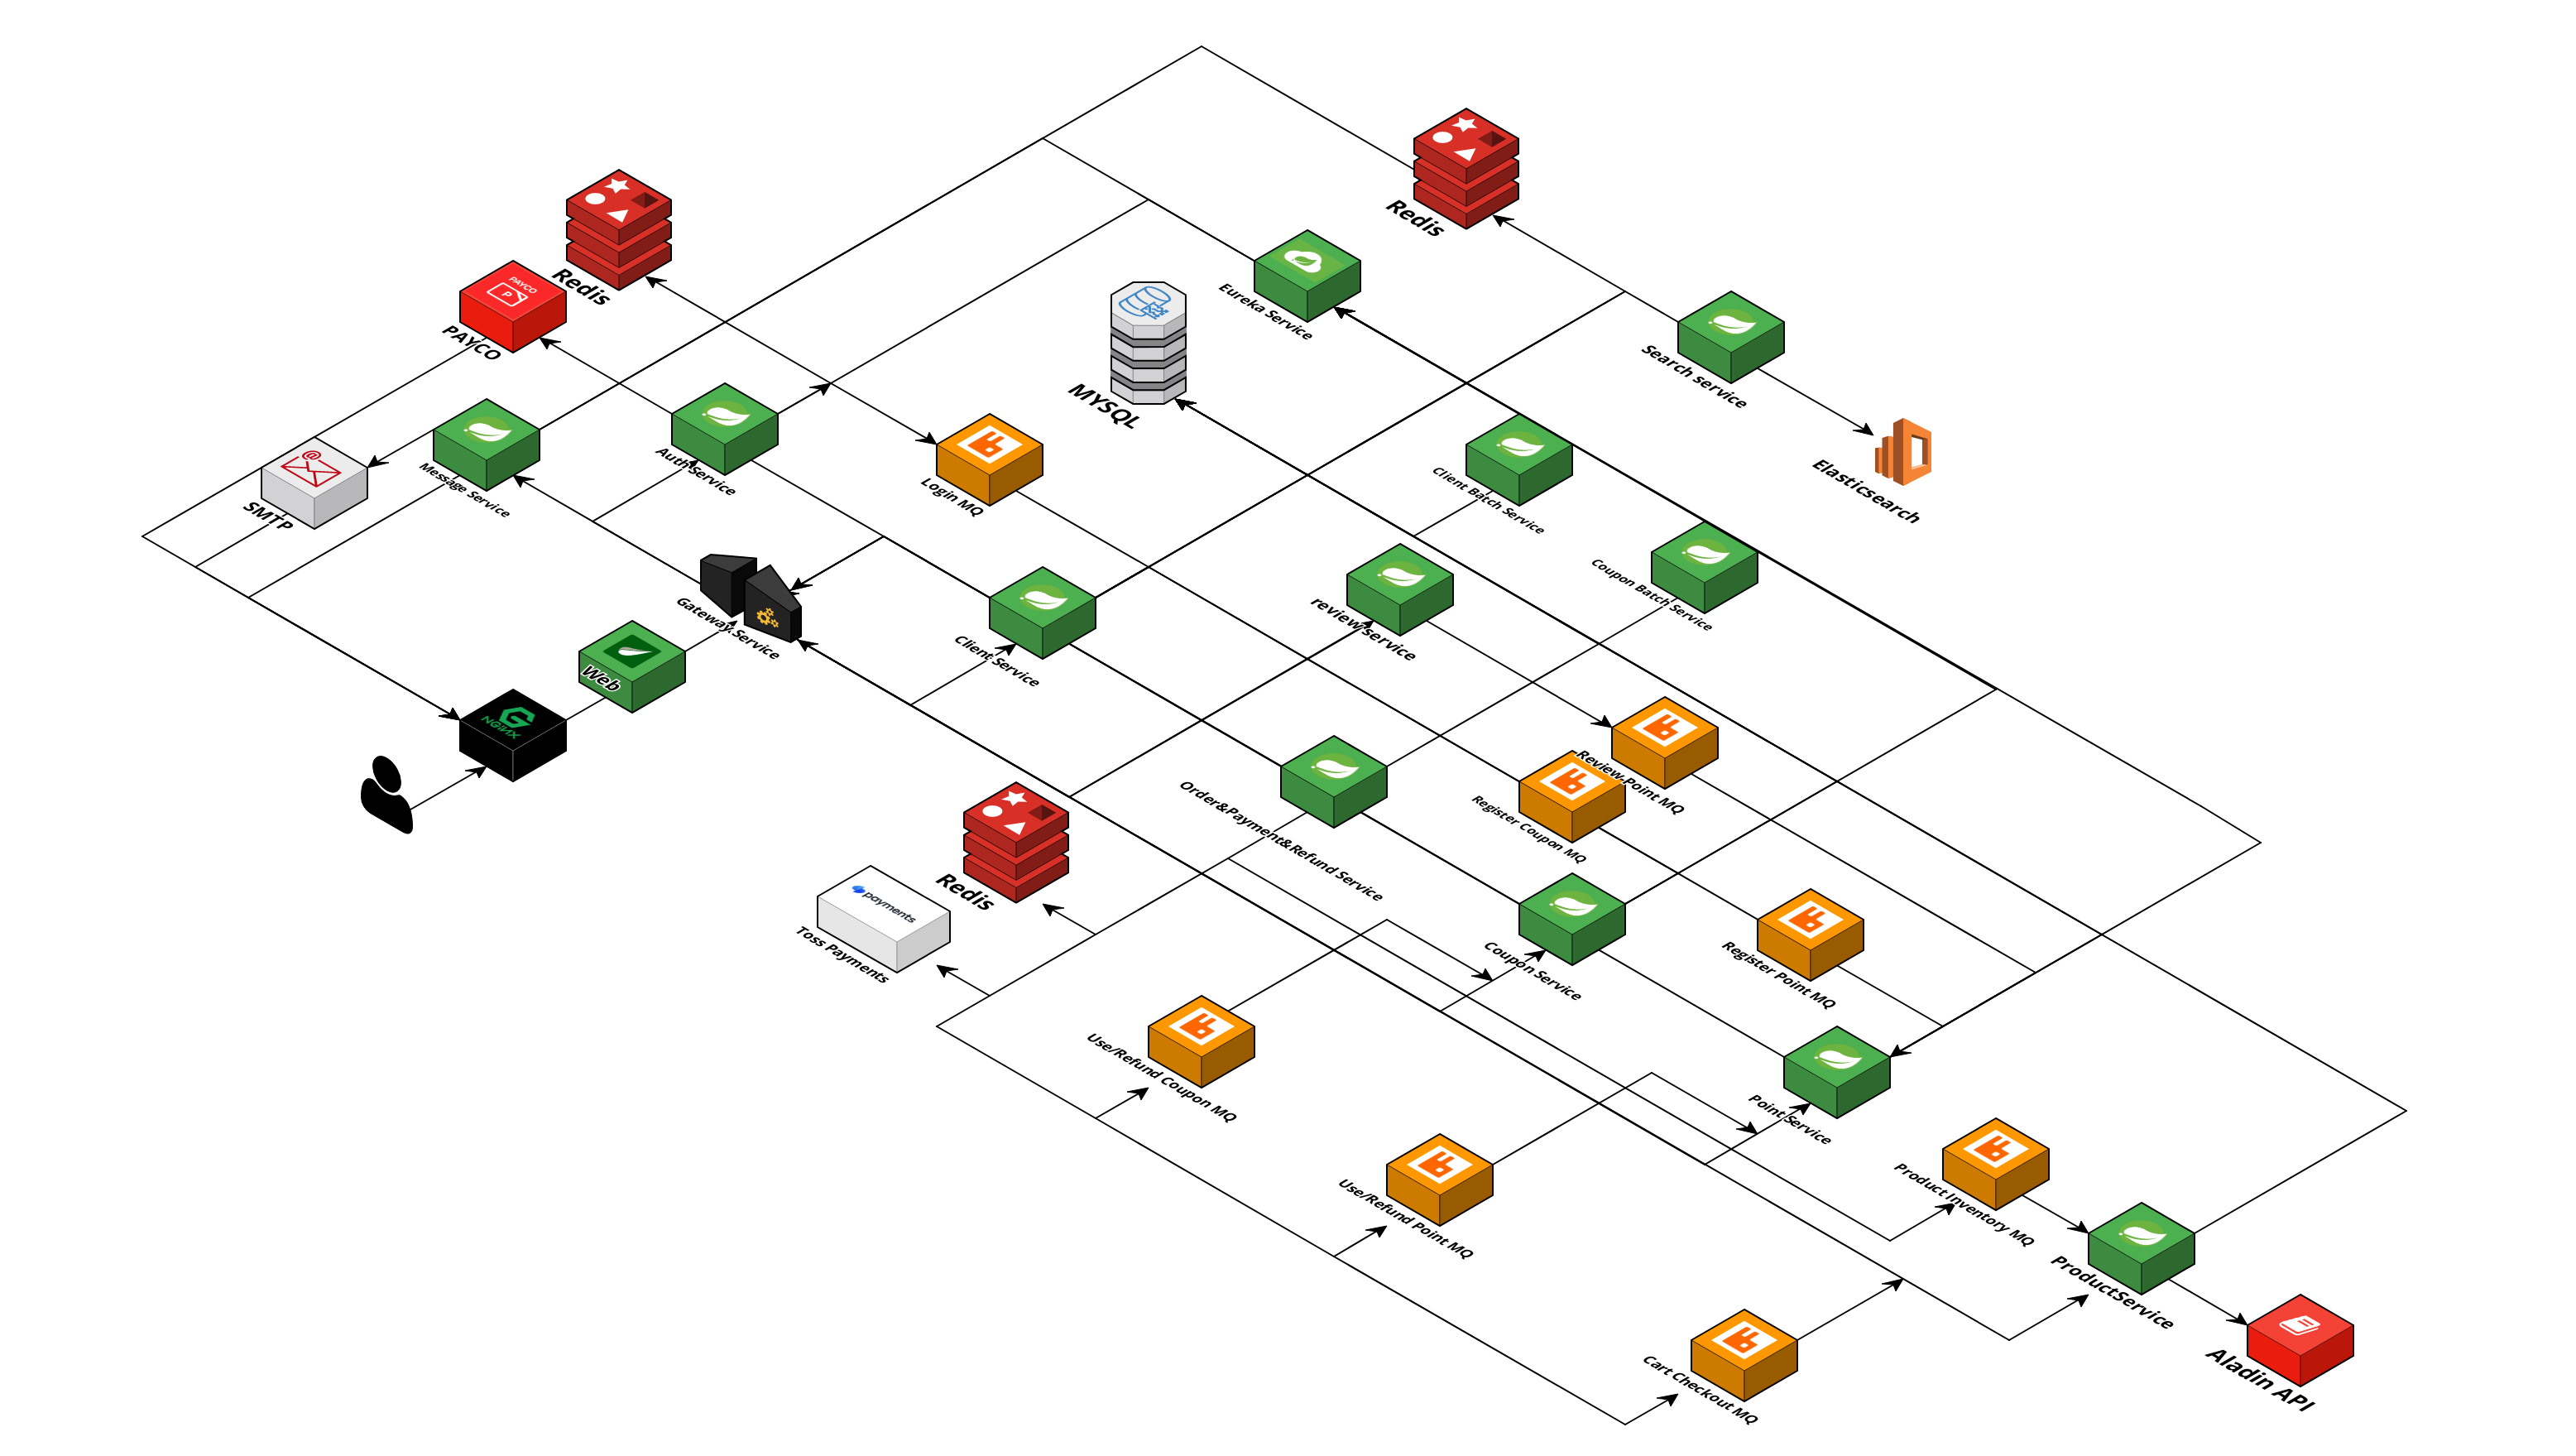 Redis
Redis
PAYCO
PAYCO
P
Eureka Service
MYSQL
Search service
Message Service
SMTP
@
Auth Service
Login MQ
Client Batch Service
Elasticsearch
Coupon Batch Service
Gateway.Service
Client Service
review service
Web
NGiNX
G
Review-Point MQ
Register Coupon MQ
Order&Payment&Refund Service
Redis
payments
Toss Payments
Coupon Service
Register Point MQ
Use/Refund Coupon MQ
Point Service
Use/Refund Point MQ
Product Inventory MQ
ProductService
Cart Checkout MQ
Aladin API